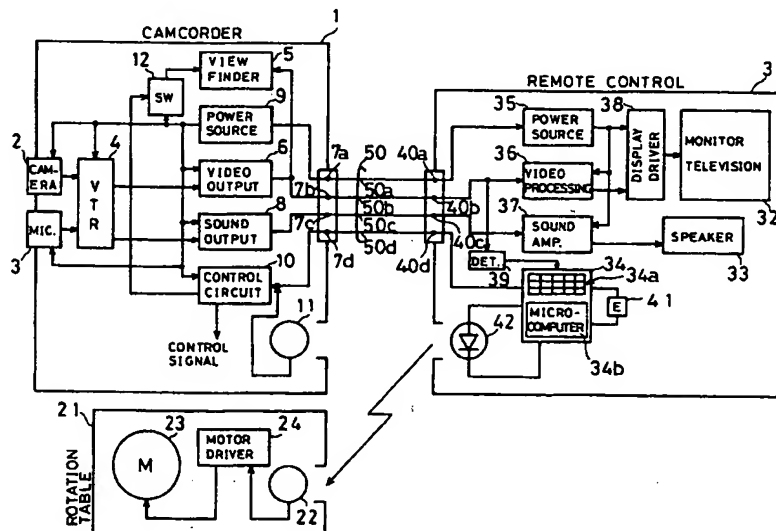 CAMCORDER
1
12
VIEW
FINDER
5
SW
9
POWER
SOURCE
2
CAM-
ERA
4
VTR
VIDEO
OUTPUT
6
MIC.
3
SOUND
OUTPUT
8
CONTROL
CIRCUIT
10
CONTROL
SIGNAL
11
7a
7b
7c
7d
50
50a
50b
50c
50d
40a
40b
40c
40d
REMOTE CONTROL
3
35
POWER
SOURCE
38
DISPLAY
DRIVER
MONITOR
TELEVISION
32
36
VIDEO
PROCESSING
37
SOUND
AMP.
SPEAKER
33
DET.
39
34
34a
MICRO-
COMPUTER
34b
E
41
42
21
ROTATION
TABLE
23
M
MOTOR
DRIVER
24
22